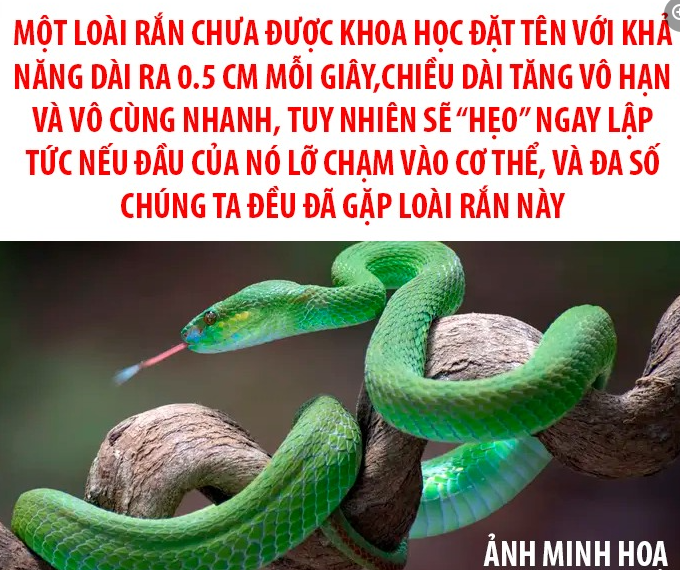 MỘT LOÀI RẮN CHƯA ĐƯỢC KHOA HỌC ĐẶT TÊN VỚI KHẢ
NĂNG DÀI RA 0.5 CM MỖI GIÂY,CHIỀU DÀI TĂNG VÔ HẠN
VÀ VÔ CÙNG NHANH, TUY NHIÊN SẼ “HẸO” NGAY LẬP
TỨC NẾU ĐẦU CỦA NÓ LỠ CHẠM VÀO CƠ THỂ, VÀ ĐA SỐ
CHÚNG TA ĐỀU ĐÃ GẶP LOÀI RẮN NÀY
ẢNH MINH HOẠ